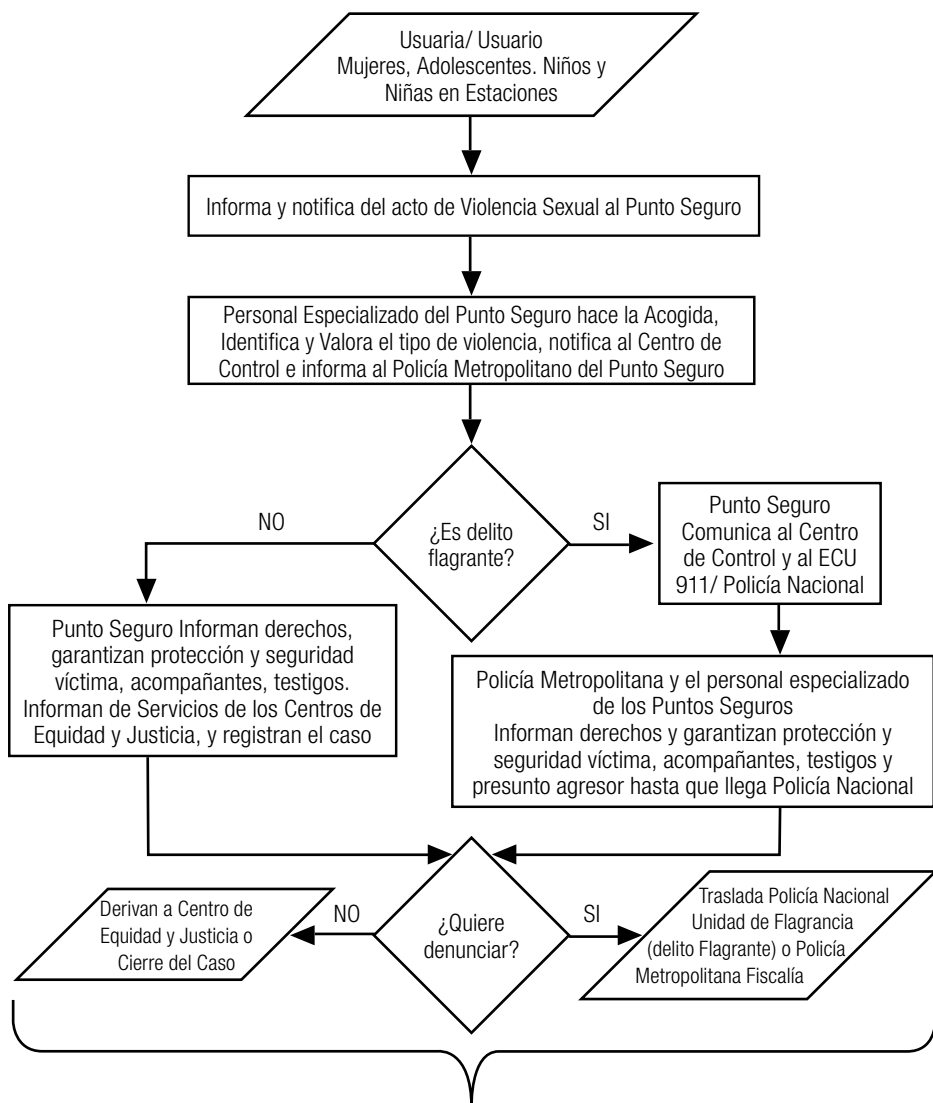 Usuaria/ Usuario
Mujeres, Adolescentes. Niños y
Niñas en Estaciones
Informa y notifica del acto de Violencia Sexual al Punto Seguro
Personal Especializado del Punto Seguro hace la Acogida,
Identifica y Valora el tipo de violencia, notifica al Centro de
Control e informa al Policía Metropolitano del Punto Seguro
¿Es delito
flagrante?
NO
SI
Punto Seguro
Comunica al Centro
de Control y al ECU
911/ Policía Nacional
Punto Seguro Informan derechos,
garantizan protección y seguridad
víctima, acompañantes, testigos.
Informan de Servicios de los Centros de
Equidad y Justicia, y registran el caso
Policía Metropolitana y el personal especializado
de los Puntos Seguros
Informan derechos y garantizan protección y
seguridad víctima, acompañantes, testigos y
presunto agresor hasta que llega Policía Nacional
¿Quiere
denunciar?
NO
SI
Derivan a Centro de
Equidad y Justicia o
Cierre del Caso
Traslada Policía Nacional
Unidad de Flagrancia
(delito Flagrante) o Policía
Metropolitana Fiscalía